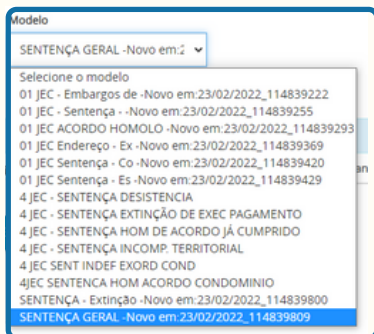 Modelo
SENTENÇA GERAL -Novo em:2
Selecione o modelo
01 JEC - Embargos de -Novo em:23/02/2022_114839222
01 JEC - Sentença - -Novo em:23/02/2022_114839255
01 JEC ACORDO HOMOLO -Novo em:23/02/2022_114839293
01 JEC Endereço - Ex -Novo em:23/02/2022_114839369
01 JEC Sentença - Co -Novo em:23/02/2022_114839420
01 JEC Sentença - Es -Novo em:23/02/2022_114839429
4 JEC - SENTENÇA DESISTENCIA
4 JEC - SENTENÇA EXTINÇÃO DE EXEC PAGAMENTO
4 JEC - SENTENÇA HOM DE ACORDO JÁ CUMPRIDO
4 JEC - SENTENÇA INCOMP. TERRITORIAL
4 JEC SENT INDEF EXORD COND
4JEC SENTENCA HOM ACORDO CONDOMINIO
SENTENÇA - Extinção -Novo em:23/02/2022_114839800
SENTENÇA GERAL -Novo em:23/02/2022_114839809